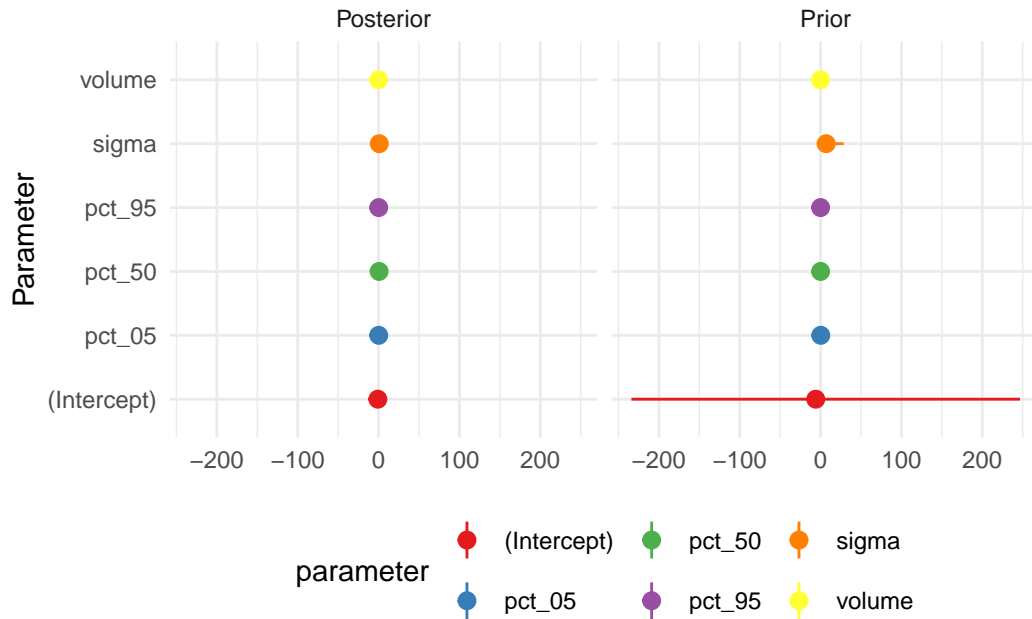 Posterior Prior
Parameter
volume
sigma
pct_95
pct_50
pct_05
(Intercept)
−200 −100 0 100 200 −200 −100 0 100 200
parameter
(Intercept) pct_50 sigma
pct_05 pct_95 volume